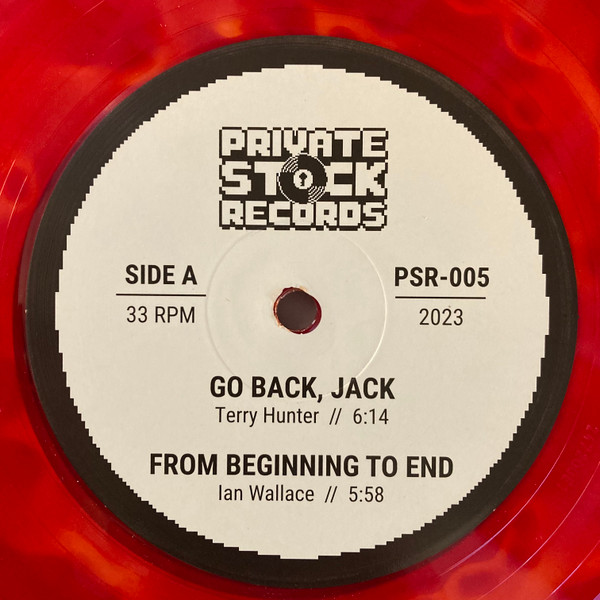 PRIVATE
STOCK
RECORDS
SIDE A
33 RPM
PSR-005
2023
GO BACK, JACK
Terry Hunter // 6:14
FROM BEGINNING TO END
Ian Wallace // 5:58